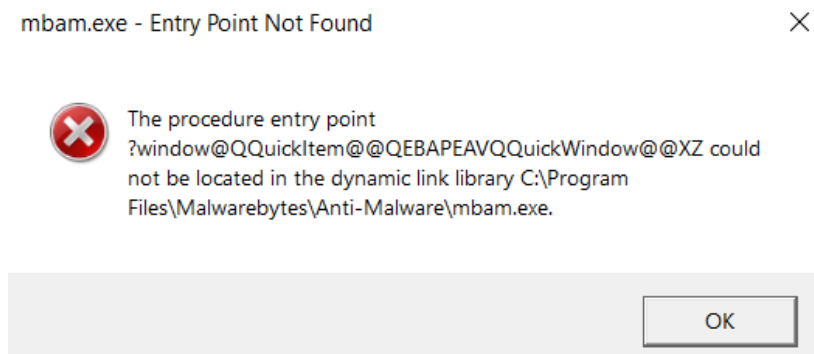 mbam.exe - Entry Point Not Found
The procedure entry point
?window@QQuickItem@@QEBAPEAVQQuickWindow@@XZ could
not be located in the dynamic link library C:\Program
Files\Malwarebytes\Anti-Malware\mbam.exe.
OK